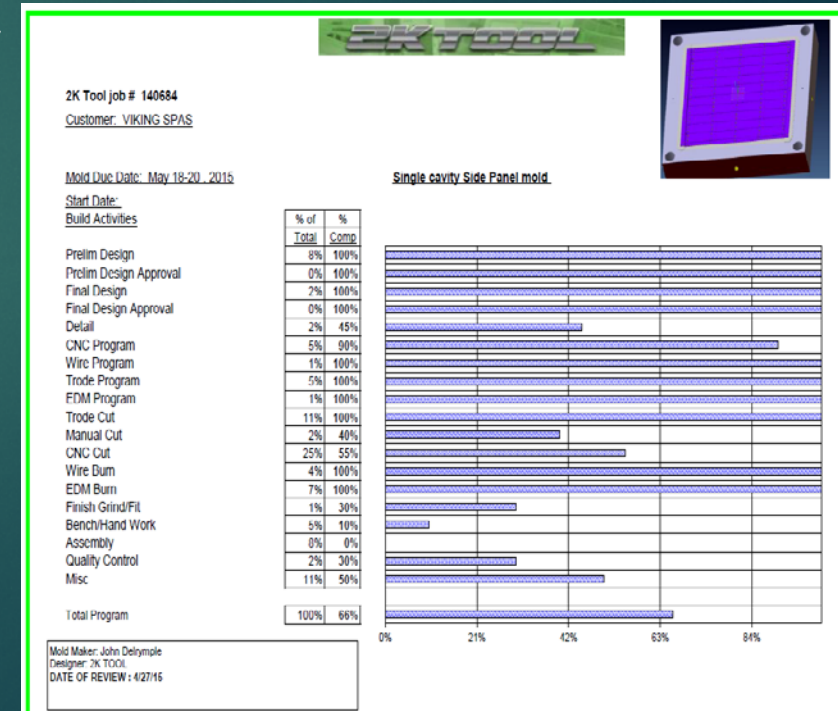 2K TOOL
2K Tool job # 140684
Customer: VIKING SPAS
Mold Due Date: May 18-20 , 2015
Single cavity Side Panel mold
Start Date:
Build Activities % of Total % Comp
Prelim Design 8% 100%
Prelim Design Approval 0% 100%
Final Design 2% 100%
Final Design Approval 0% 100%
Detail 2% 45%
CNC Program 5% 90%
Wire Program 1% 100%
Trode Program 5% 100%
EDM Program 1% 100%
Trode Cut 11% 100%
Manual Cut 2% 40%
CNC Cut 25% 55%
Wire Burn 4% 100%
EDM Burn 7% 100%
Finish Grind/Fit 1% 30%
Bench/Hand Work 5% 10%
Assembly 8% 0%
Quality Control 2% 30%
Misc 11% 50%
Total Program 100% 66%
0% 21% 42% 63% 84%
Mold Maker: John Delrymple
Designer: 2K TOOL
DATE OF REVIEW : 4/27/15